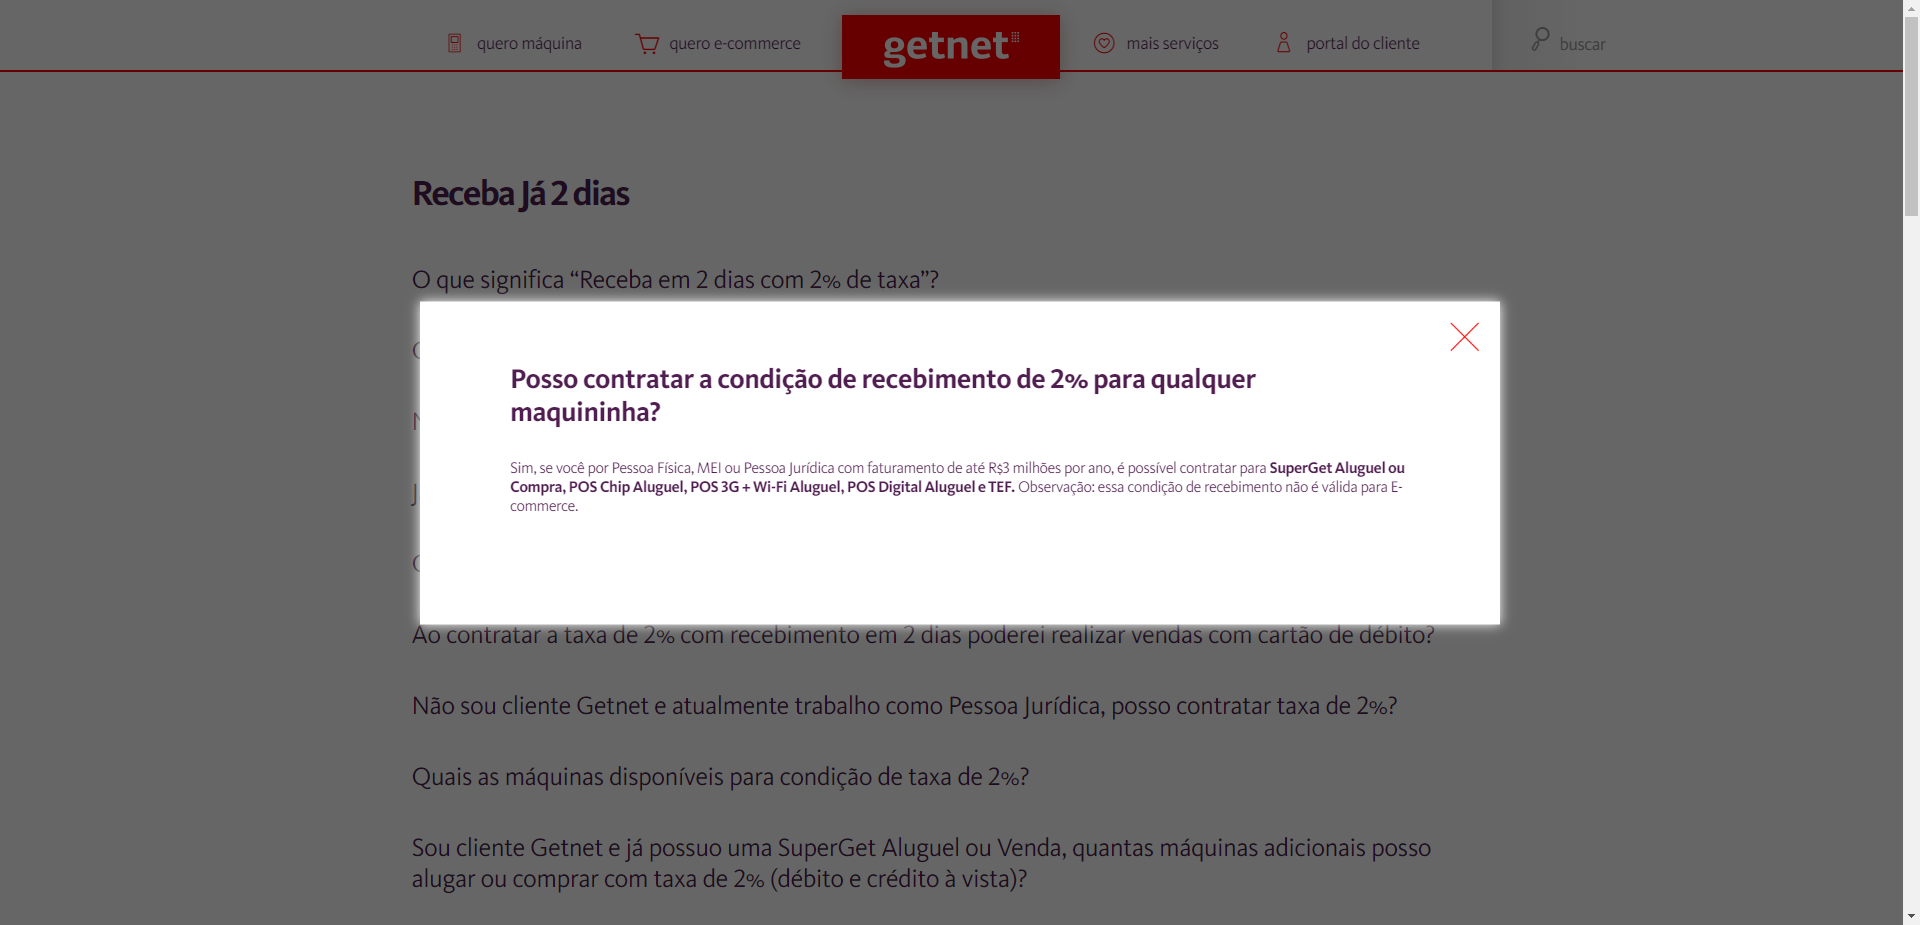 quero máquina
quero e-commerce
getnet
mais serviços
portal do cliente
buscar
Receba Já 2 dias
O que significa “Receba em 2 dias com 2% de taxa”?
Posso contratar a condição de recebimento de 2% para qualquer
maquininha?
Sim, se você por Pessoa Física, MEI ou Pessoa Jurídica com faturamento de até R$3 milhões por ano, é possível contratar para SuperGet Aluguel ou
Compra, POS Chip Aluguel, POS 3G + Wi-Fi Aluguel, POS Digital Aluguel e TEF. Observação: essa condição de recebimento não é válida para E-
commerce.
Ao contratar a taxa de 2% com recebimento em 2 dias poderei realizar vendas com cartão de débito?
Não sou cliente Getnet e atualmente trabalho como Pessoa Jurídica, posso contratar taxa de 2%?
Quais as máquinas disponíveis para condição de taxa de 2%?
Sou cliente Getnet e já possuo uma SuperGet Aluguel ou Venda, quantas máquinas adicionais posso
alugar ou comprar com taxa de 2% (débito e crédito à vista)?